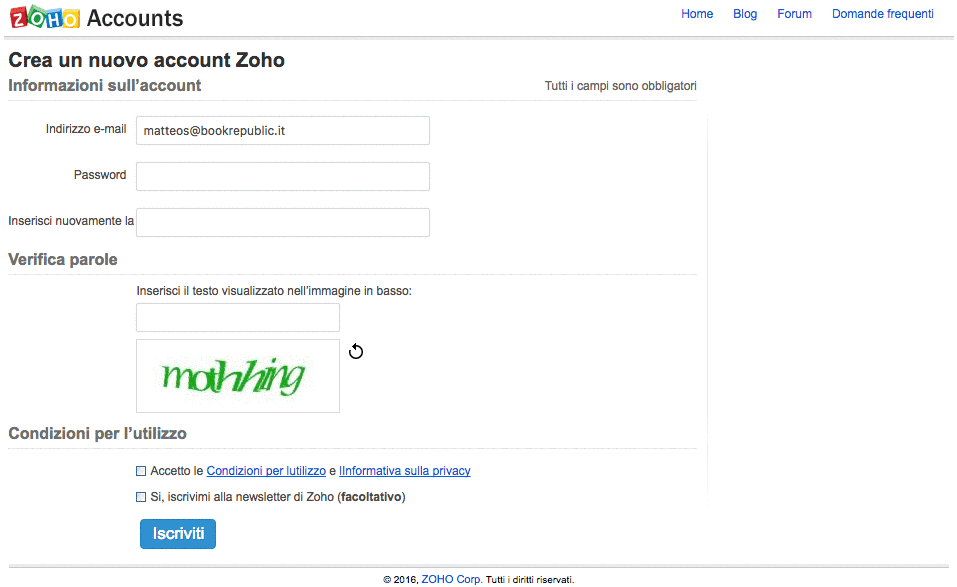 ZOHO Accounts
Home Blog Forum Domande frequenti
Crea un nuovo account Zoho
Informazioni sull'account
Tutti i campi sono obbligatori
Indirizzo e-mail
matteos@bookrepublic.it
Password
Inserisci nuovamente la
Verifica parole
Inserisci il testo visualizzato nell'immagine in basso:
Condizioni per l'utilizzo
Accetto le Condizioni per lutilizzo e lInformativa sulla privacy
Si, iscrivimi alla newsletter di Zoho (facoltativo)
Iscriviti
© 2016, ZOHO Corp. Tutti i diritti riservati.